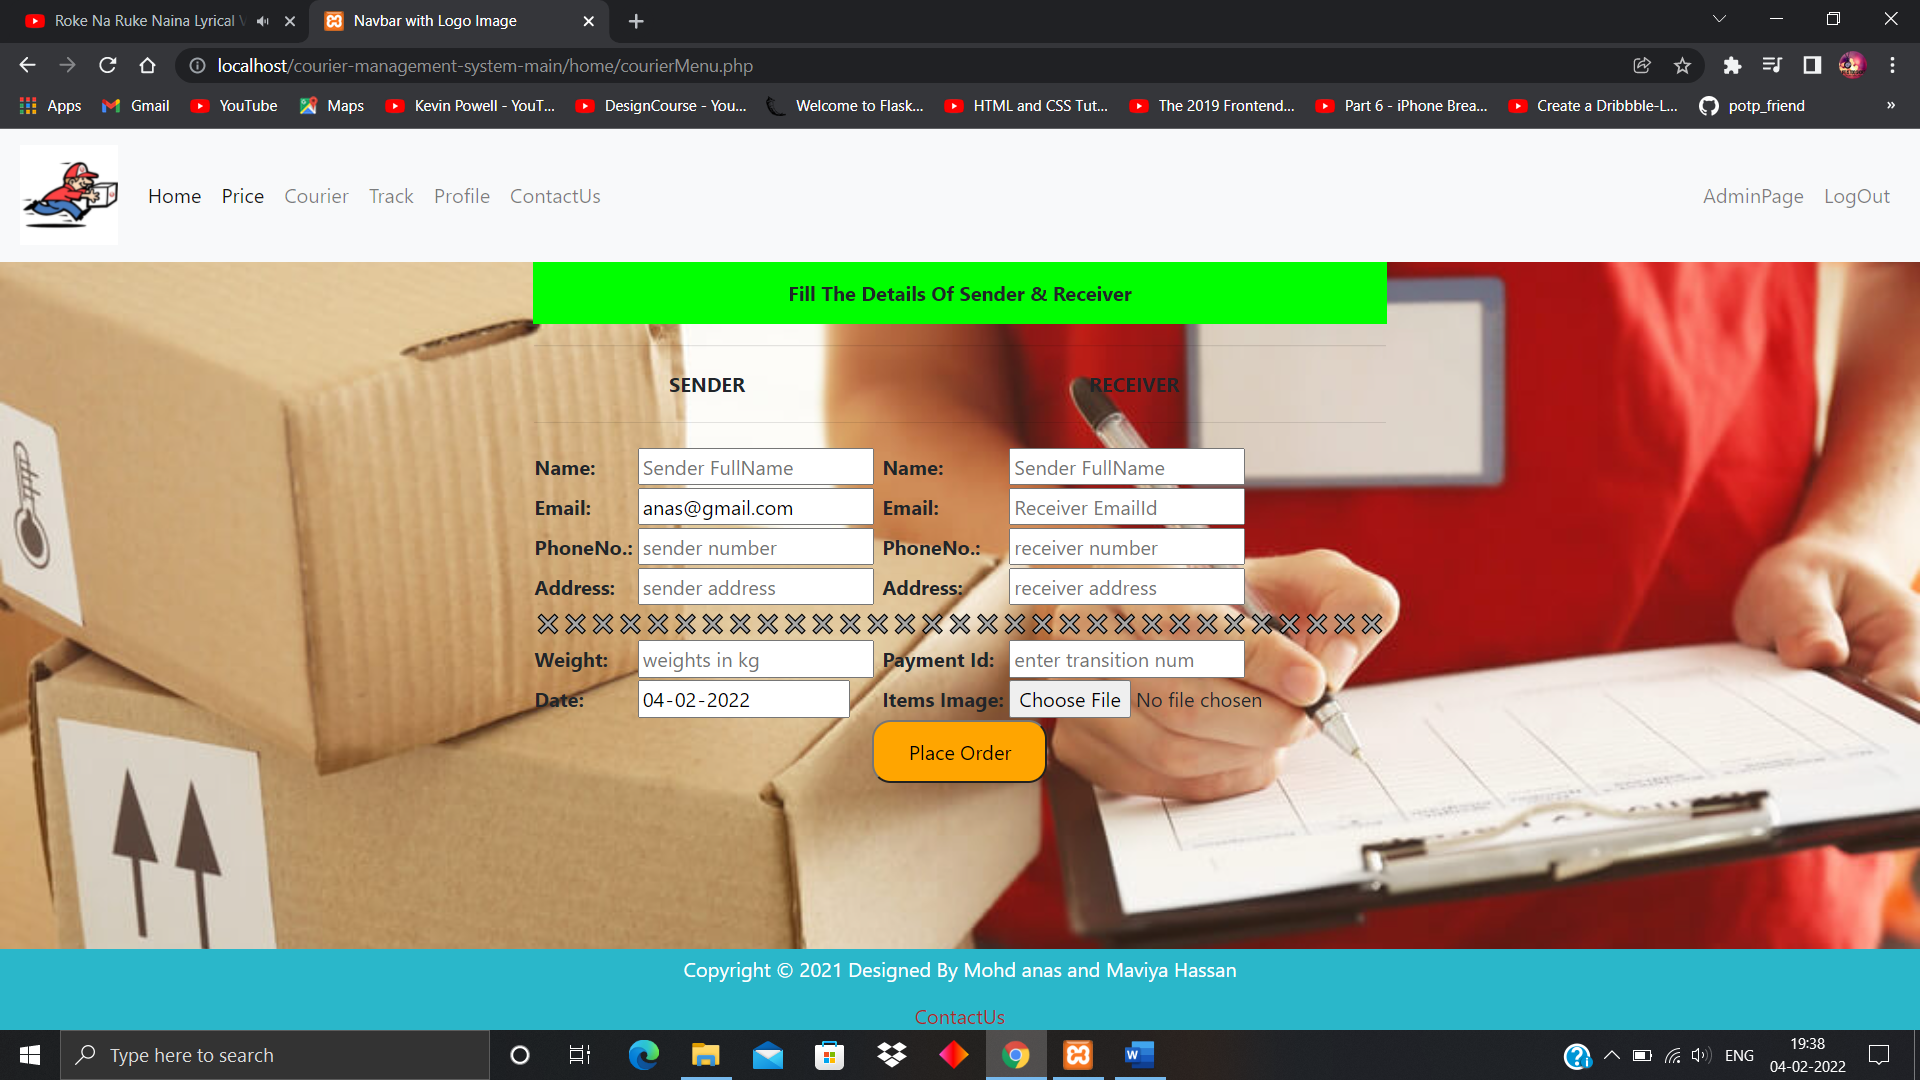 Roke Na Ruke Naina Lyrical
Navbar with Logo Image
localhost/courier-management-system-main/home/courierMenu.php
Apps Gmail YouTube Maps Kevin Powell - YouT... DesignCourse - You... Welcome to Flask... HTML and CSS Tut... The 2019 Frontend... Part 6 - iPhone Brea... Create a Dribbble-L... potp_friend »
Home Price Courier Track Profile ContactUs AdminPage LogOut
Fill The Details Of Sender & Receiver
SENDER RECEIVER
Name: Sender FullName Name: Sender FullName
Email: anas@gmail.com Email: Receiver EmailId
PhoneNo.: sender number PhoneNo.: receiver number
Address: sender address Address: receiver address
Weight: weights in kg Payment Id: enter transition num
Date: 04-02-2022 Items Image: Choose File No file chosen
Place Order
Copyright © 2021 Designed By Mohd anas and Maviya Hassan
ContactUs
Type here to search
ENG
19:38
04-02-2022